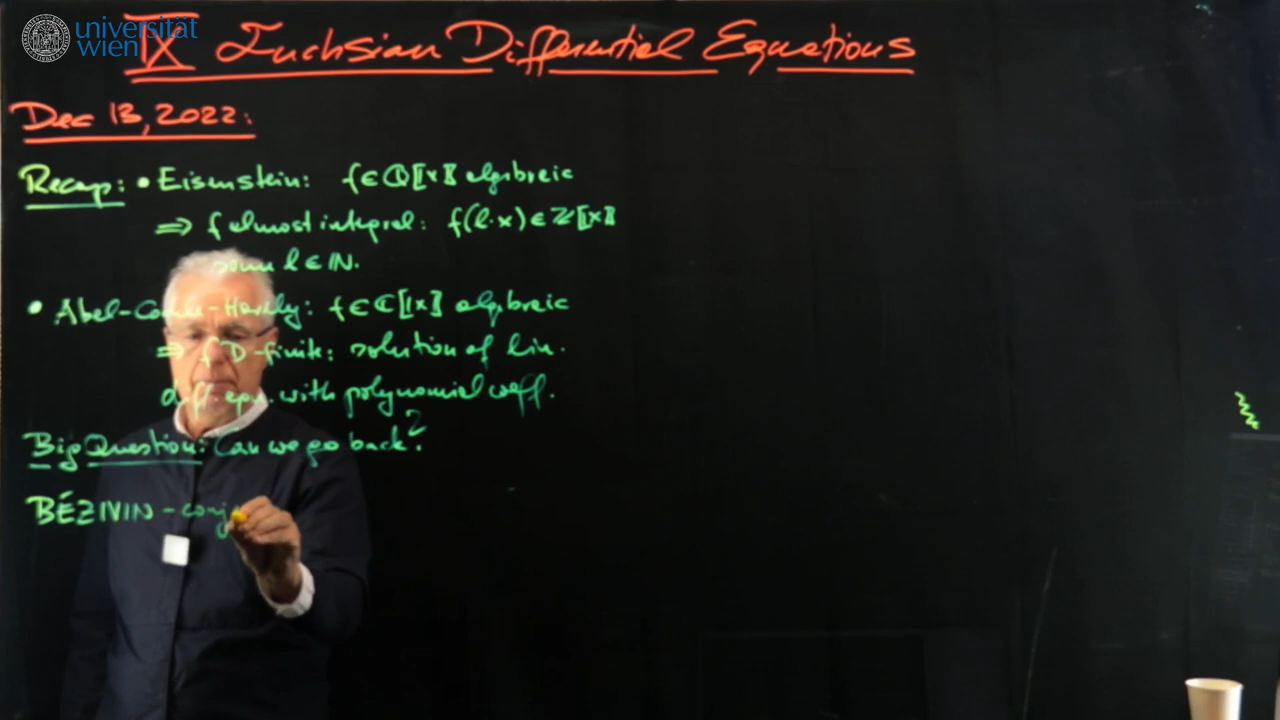 universität
wien
IX Fuchsian Differential Equations
Dec 13, 2022:
Recap: • Eisenstein: f∈ℚ⟦x⟧ algebraic
⇒ f almost integral: f(l·x)∈ℤ⟦x⟧
some l∈ℕ.
• Abel-Cockle-Harley: f∈ℂ⟦x⟧ algebraic
⇒ f D-finite: solution of lin.
diff. equ. with polynomial coeff.
Big Question: Can we go back?
BÉZIVIN - conj